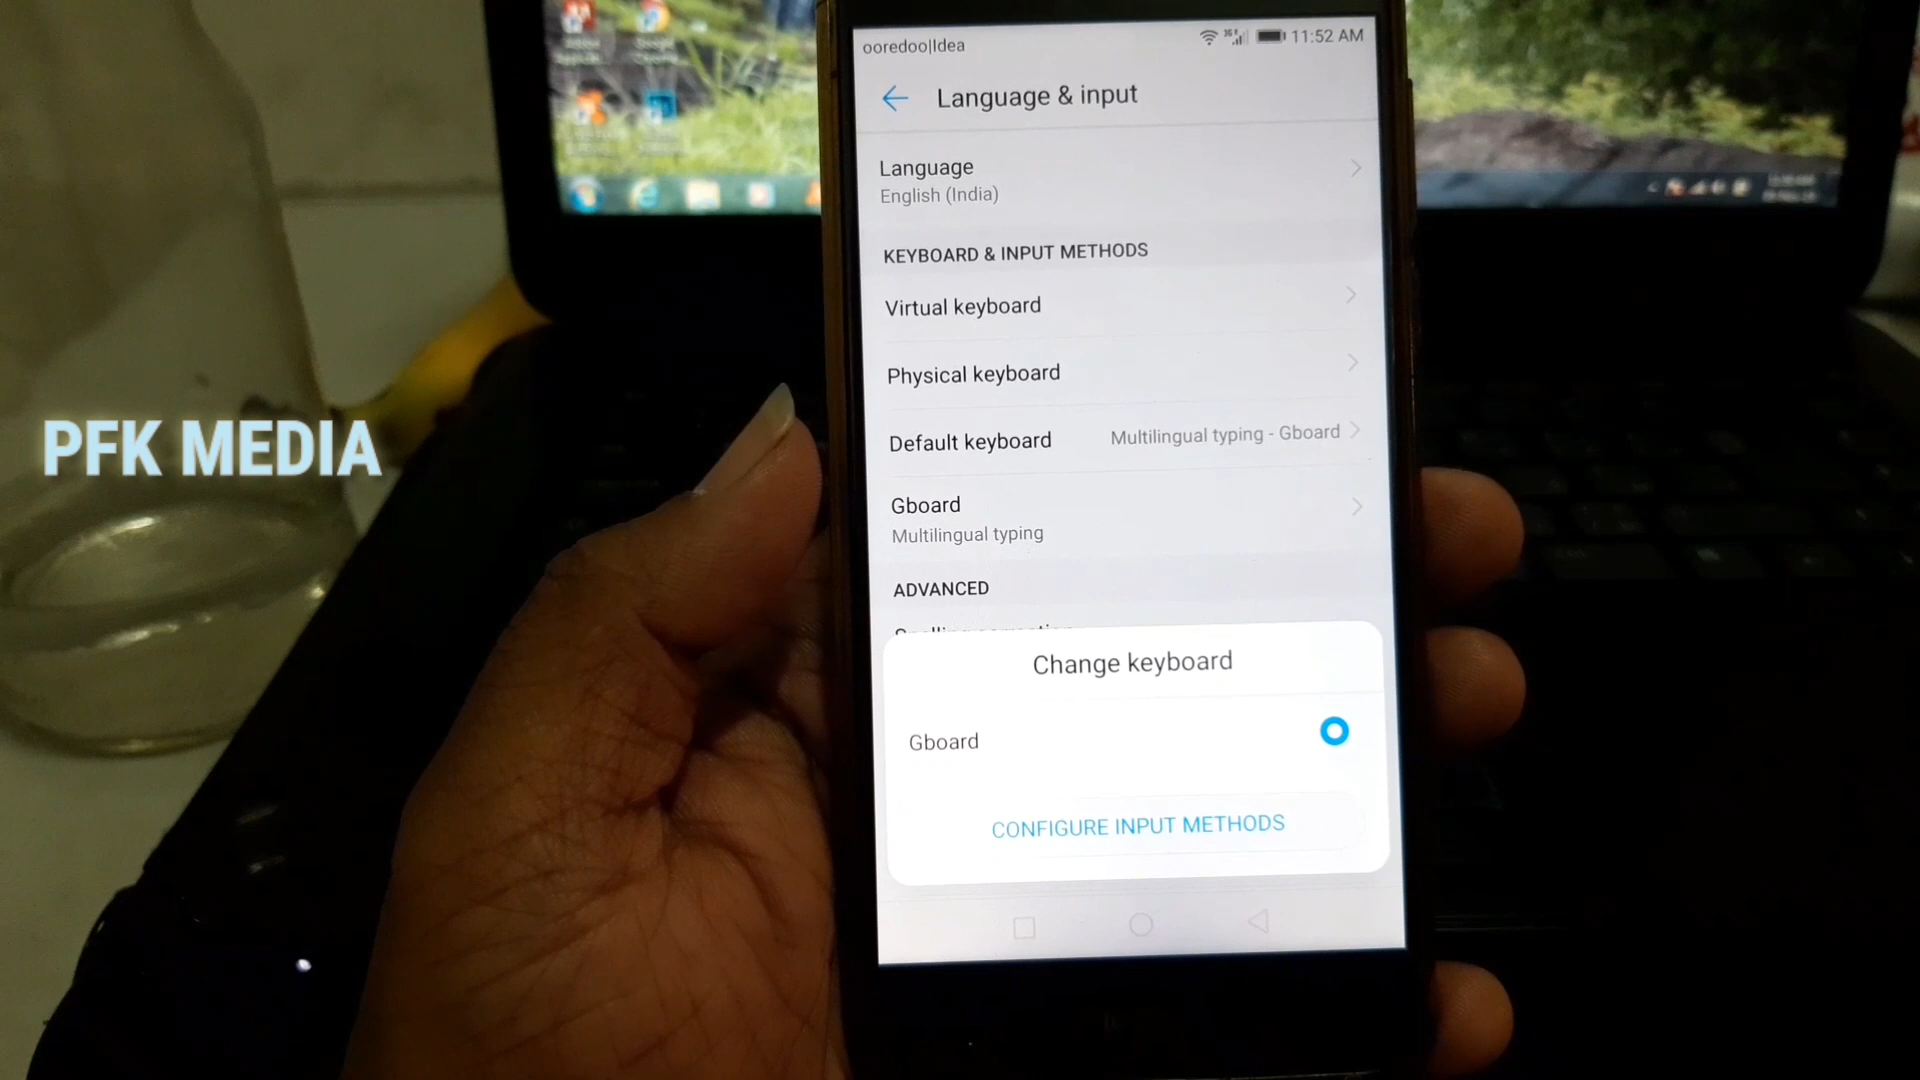 ooredoo|Idea
11:52 AM
Language & input
Language
English (India)
KEYBOARD & INPUT METHODS
Virtual keyboard
Physical keyboard
Default keyboard Multilingual typing - Gboard
Gboard
Multilingual typing
ADVANCED
Change keyboard
Gboard
CONFIGURE INPUT METHODS
PFK MEDIA